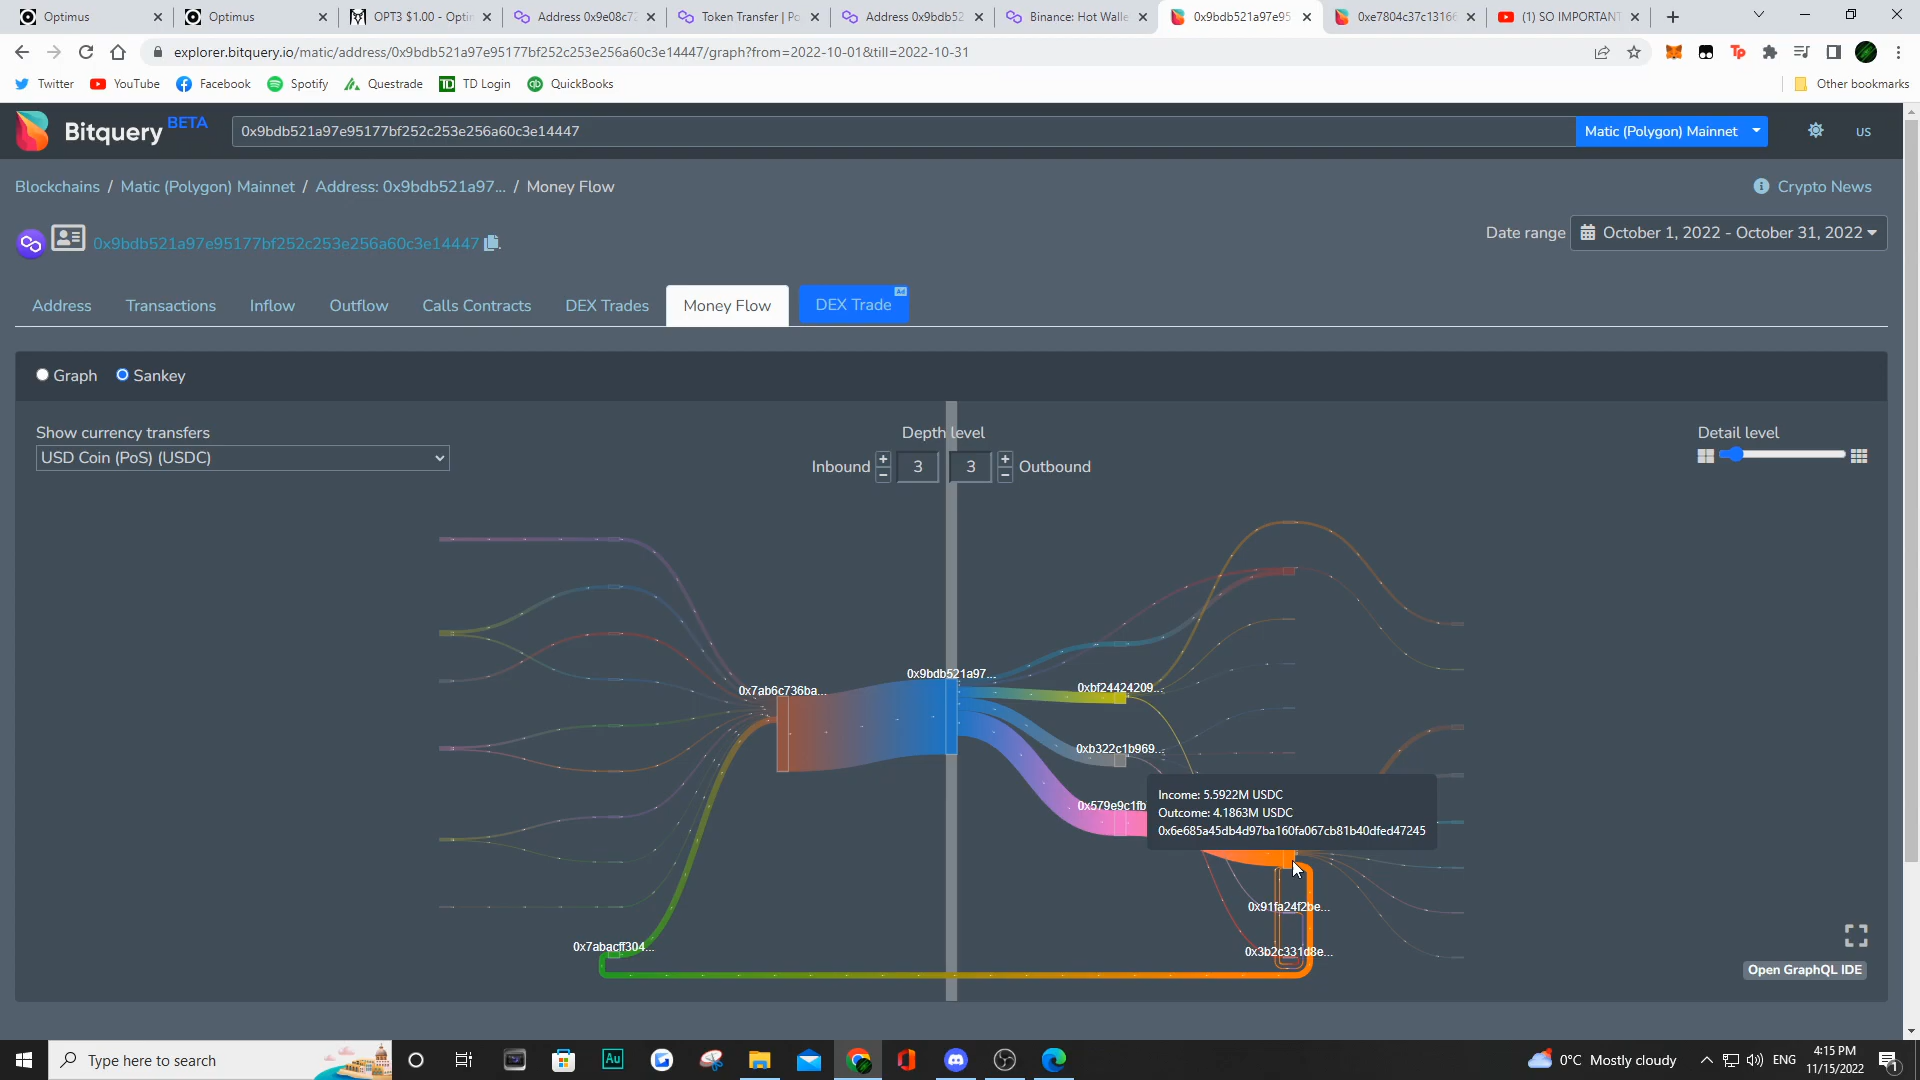 Optimus
Optimus
OPT3 $1.00 - Optim
Address 0x9e08c72
Token Transfer | Po
Address 0x9bdb52
Binance: Hot Walle
0x9bdb521a97e95
0xe7804c37c13166
(1) SO IMPORTANT
explorer.bitquery.io/matic/address/0x9bdb521a97e95177bf252c253e256a60c3e14447/graph?from=2022-10-01&till=2022-10-31
Twitter
YouTube
Facebook
Spotify
Questrade
TD Login
QuickBooks
Other bookmarks
Bitquery BETA
0x9bdb521a97e95177bf252c253e256a60c3e14447
Matic (Polygon) Mainnet
US
Blockchains / Matic (Polygon) Mainnet / Address: 0x9bdb521a97... / Money Flow
Crypto News
0x9bdb521a97e95177bf252c253e256a60c3e14447
Date range
October 1, 2022 - October 31, 2022
Address
Transactions
Inflow
Outflow
Calls Contracts
DEX Trades
Money Flow
DEX Trade
Ad
Graph
Sankey
Show currency transfers
USD Coin (PoS) (USDC)
Depth level
Inbound + - 3
3 + - Outbound
Detail level
0x9bdb521a97...
0x7ab6c736ba...
0xbf24424209...
0xb322c1b969...
0x579e9c1fb
Income: 5.5922M USDC
Outcome: 4.1863M USDC
0x6e685a45db4d97ba160fa067cb81b40dfed47245
0x91fa24f2be...
0x7abacff304...
0x3b2c331d8e...
Open GraphQL IDE
Type here to search
Au
0°C Mostly cloudy
ENG
4:15 PM
11/15/2022
1